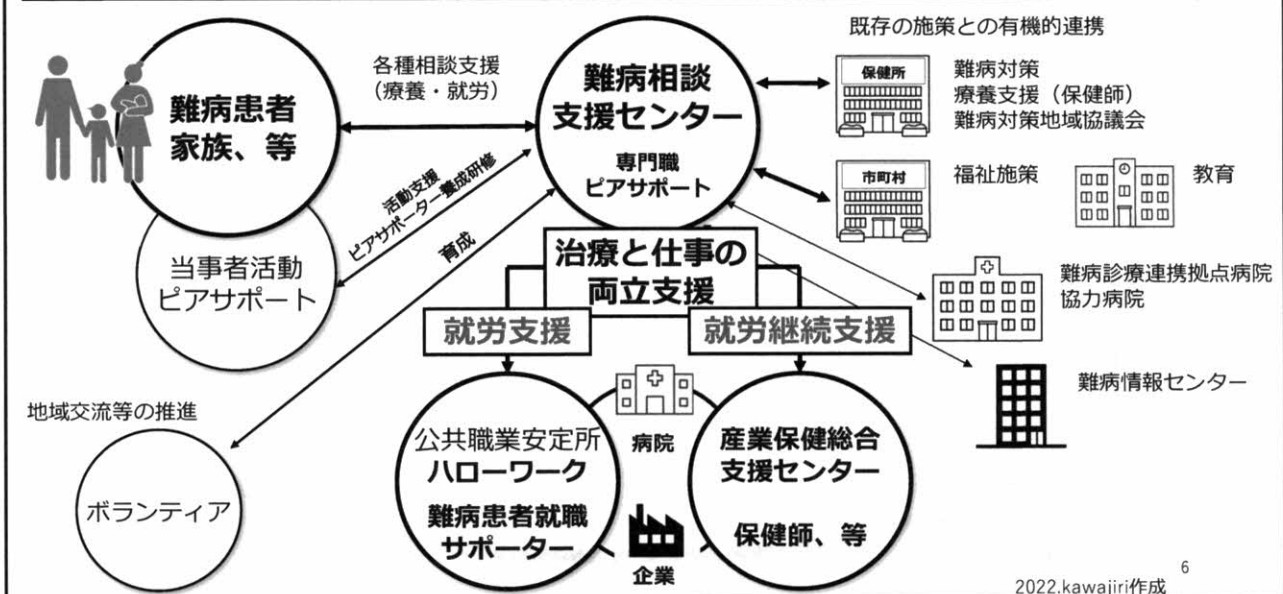 既存の施策との有機的連携
難病患者
家族、等
各種相談支援
（療養・就労）
難病相談
支援センター
専門職
ピアサポート
保健所
難病対策
療養支援（保健師）
難病対策地域協議会
市町村
福祉施策
教育
活動支援
ピアサポーター養成研修
育成
当事者活動
ピアサポート
治療と仕事の
両立支援
就労支援
就労継続支援
難病診療連携拠点病院
協力病院
難病情報センター
地域交流等の推進
ボランティア
公共職業安定所
ハローワーク
難病患者就職
サポーター
病院
企業
産業保健総合
支援センター
保健師、等
6
2022.kawajiri作成